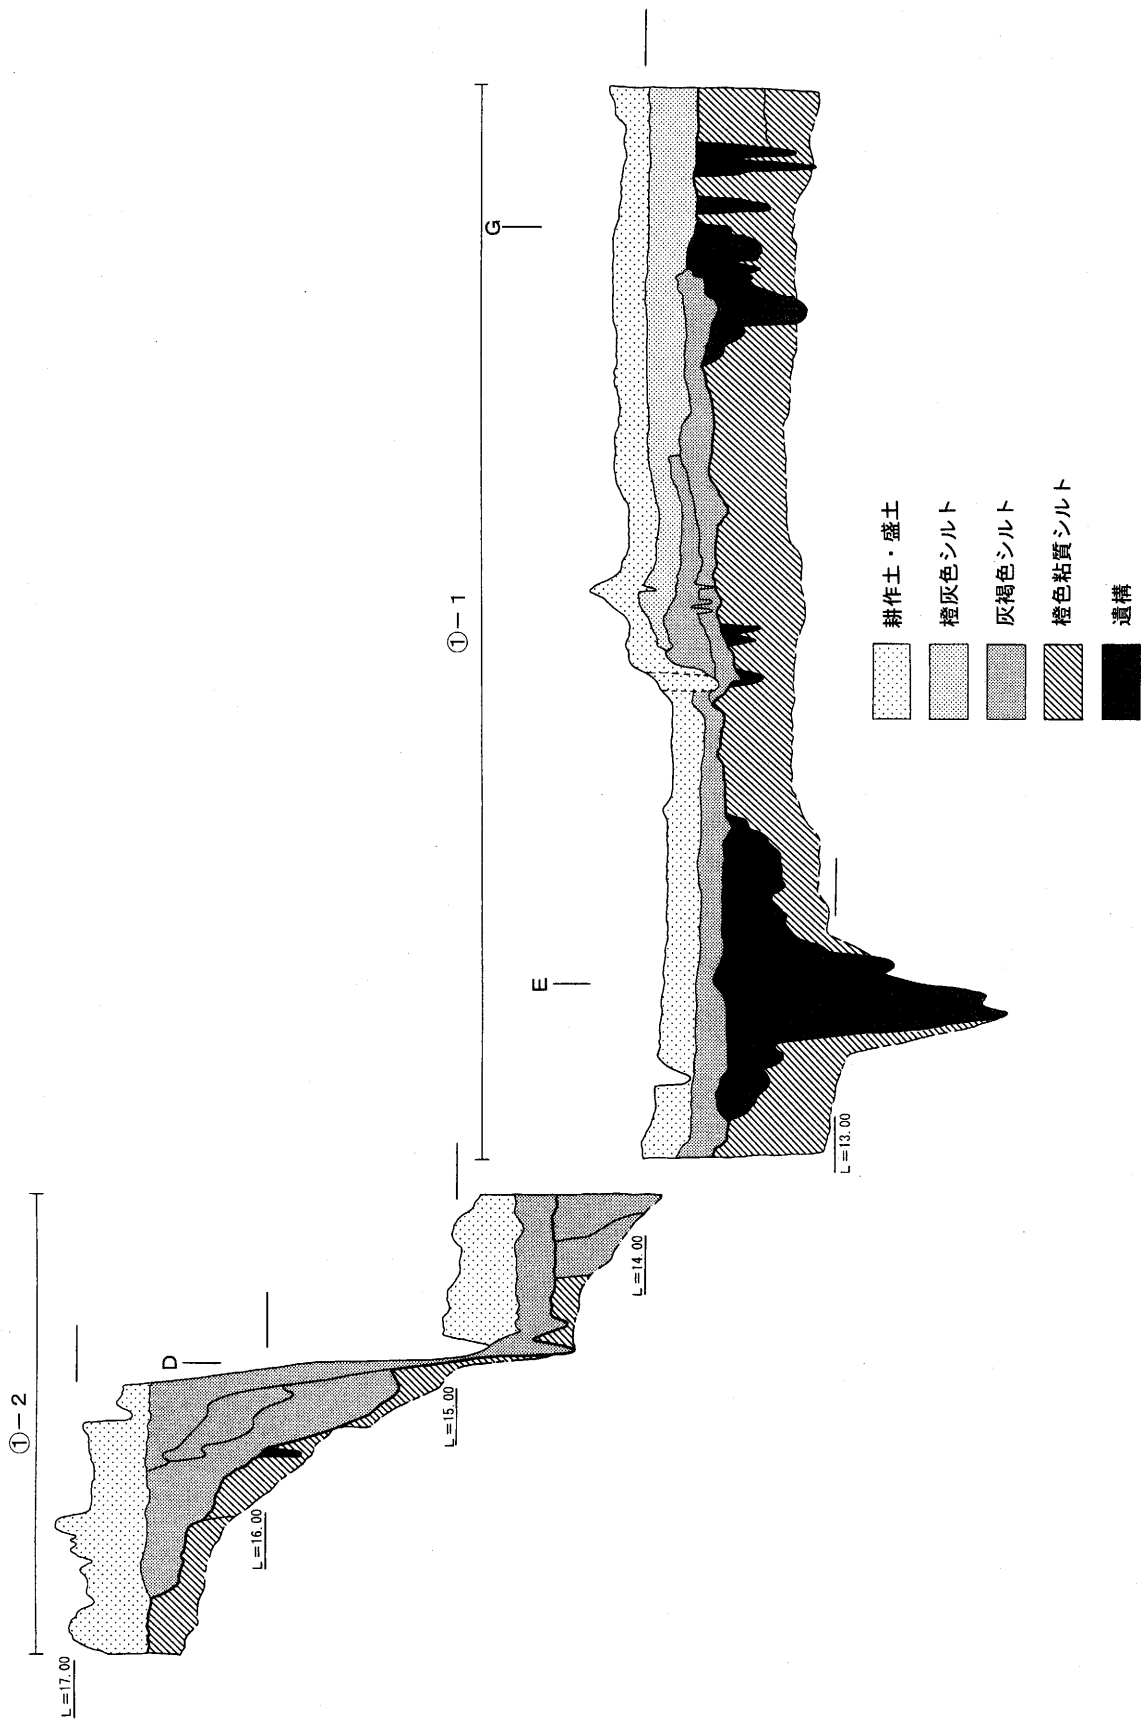 ①-2
D
L=17.00
L=16.00
L=15.00
L=14.00
①-1
E
G
L=13.00
耕作土・盛土
橙灰色シルト
灰褐色シルト
橙色粘質シルト
遺構